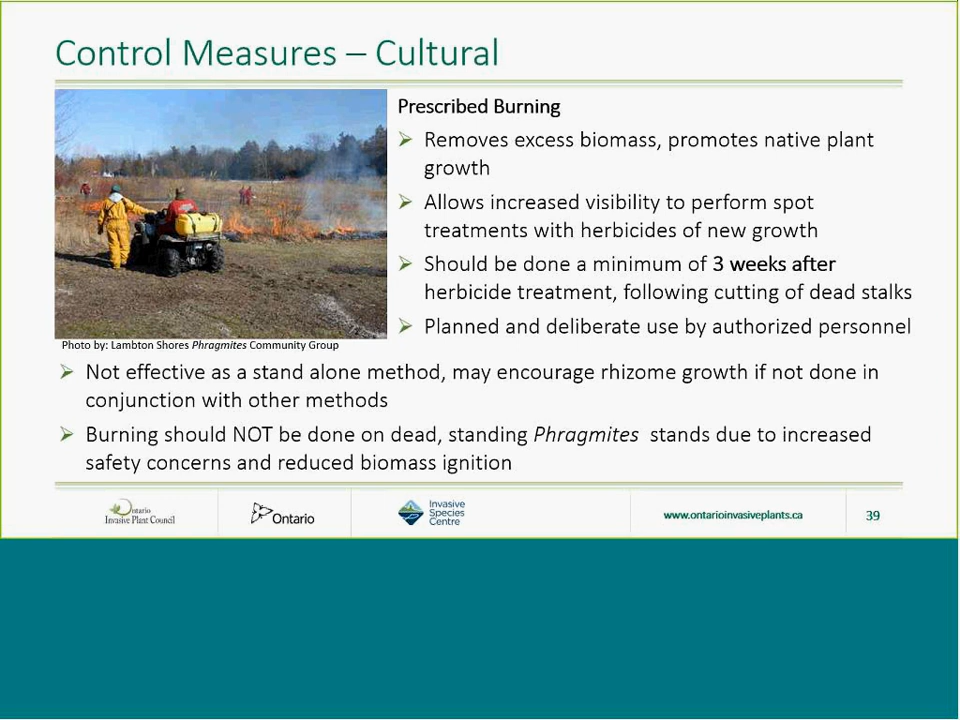 Control Measures – Cultural
Prescribed Burning
Removes excess biomass, promotes native plant
growth
Allows increased visibility to perform spot
treatments with herbicides of new growth
Should be done a minimum of 3 weeks after
herbicide treatment, following cutting of dead stalks
Planned and deliberate use by authorized personnel
Photo by: Lambton Shores Phragmites Community Group
Not effective as a stand alone method, may encourage rhizome growth if not done in
conjunction with other methods
Burning should NOT be done on dead, standing Phragmites stands due to increased
safety concerns and reduced biomass ignition
Ontario
Invasive Plant Council
Ontario
Invasive
Species
Centre
www.ontarioinvasiveplants.ca
39